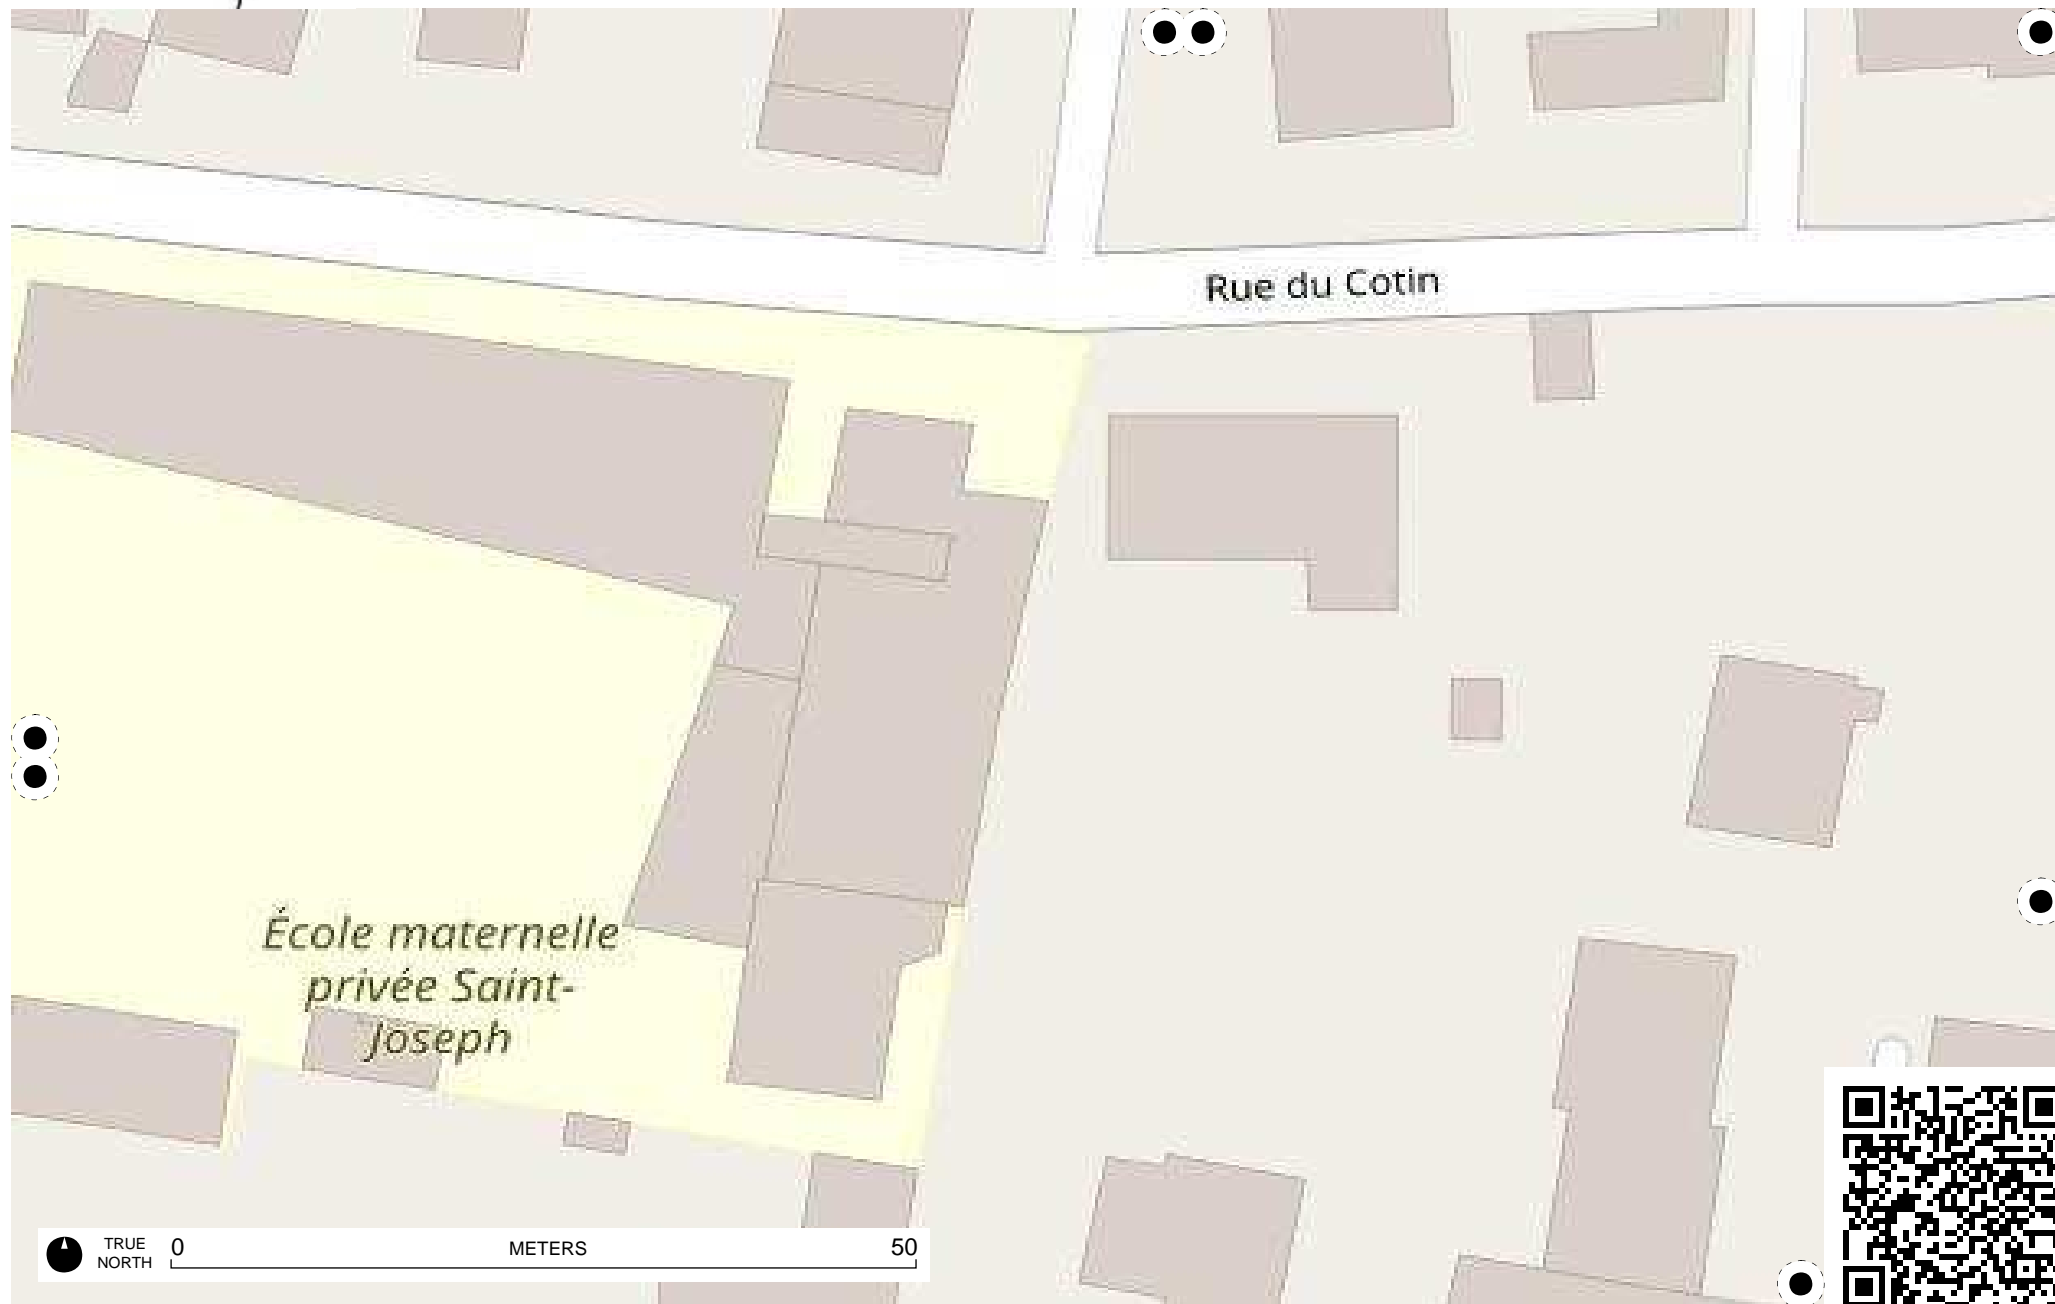 Rue du Cotin
École maternelle
privée Saint-
Joseph
TRUE
NORTH
0 METERS 50